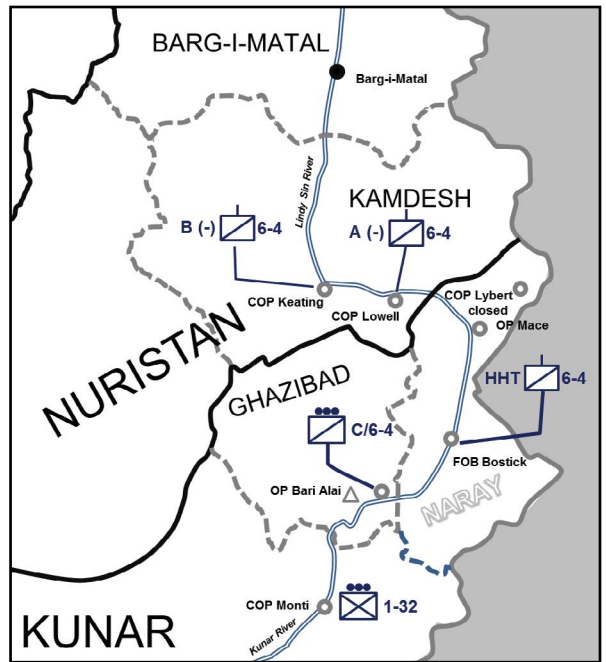 BARG-I-MATAL
Barg-i-Matal
Lindy Sin River
KAMDESH
B (-) 6-4
A (-) 6-4
COP Keating
COP Lowell
COP Lybert
closed
OP Mace
NURISTAN
GHAZIBAD
HHT 6-4
C/6-4
FOB Bostick
OP Bari Alai
NARAY
COP Monti
1-32
KUNAR
Kunar River